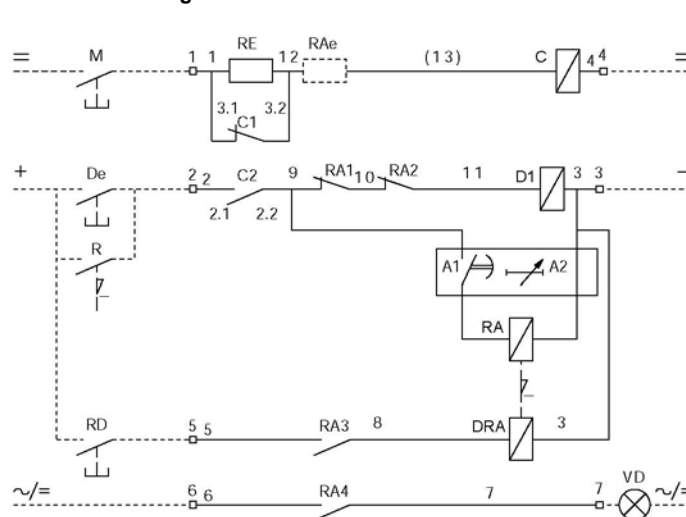 = M 1 1 RE 12 RAe (13) C 4 4 =
3.1 3.2
C1
+ De 2 2 C2 9 RA1 10 RA2 11 D1 3 3 −
2.1 2.2
R
A1 A2
RA
RD 5 5 RA3 8 DRA 3
~/= 6 6 RA4 7 7 VD ~/=